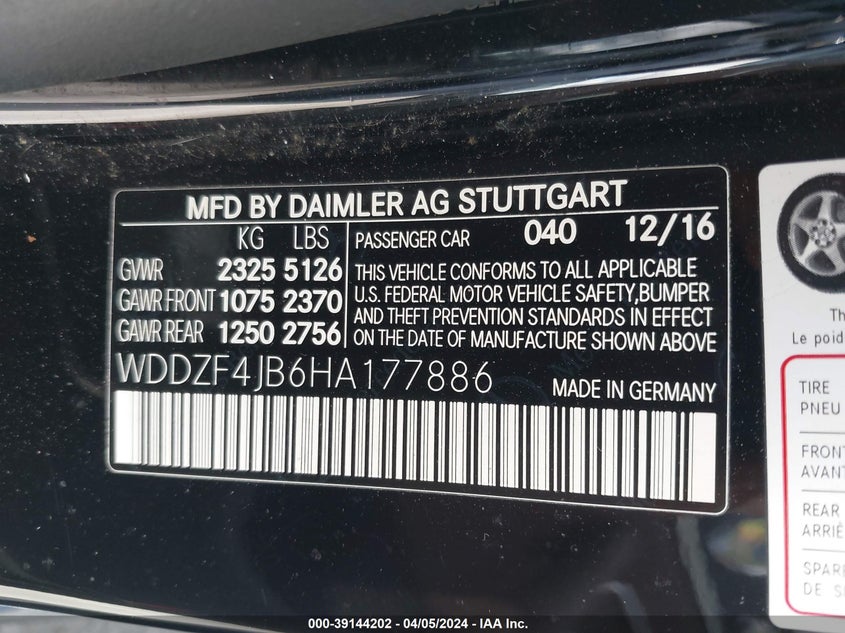 MFD BY DAIMLER AG STUTTGART
KG LBS
PASSENGER CAR 040 12/16
GVWR 2325 5126
GAWR FRONT 1075 2370
GAWR REAR 1250 2756
THIS VEHICLE CONFORMS TO ALL APPLICABLE
U.S. FEDERAL MOTOR VEHICLE SAFETY,BUMPER
AND THEFT PREVENTION STANDARDS IN EFFECT
ON THE DATE OF MANUFACTURE SHOWN ABOVE
WDDZF4JB6HA177886
MADE IN GERMANY
Th
Le poid
TIRE
PNEU
FRONT
AVANT
REAR
ARRIÈ
SPARE
DE S
000-39144202 - 04/05/2024 - IAA Inc.